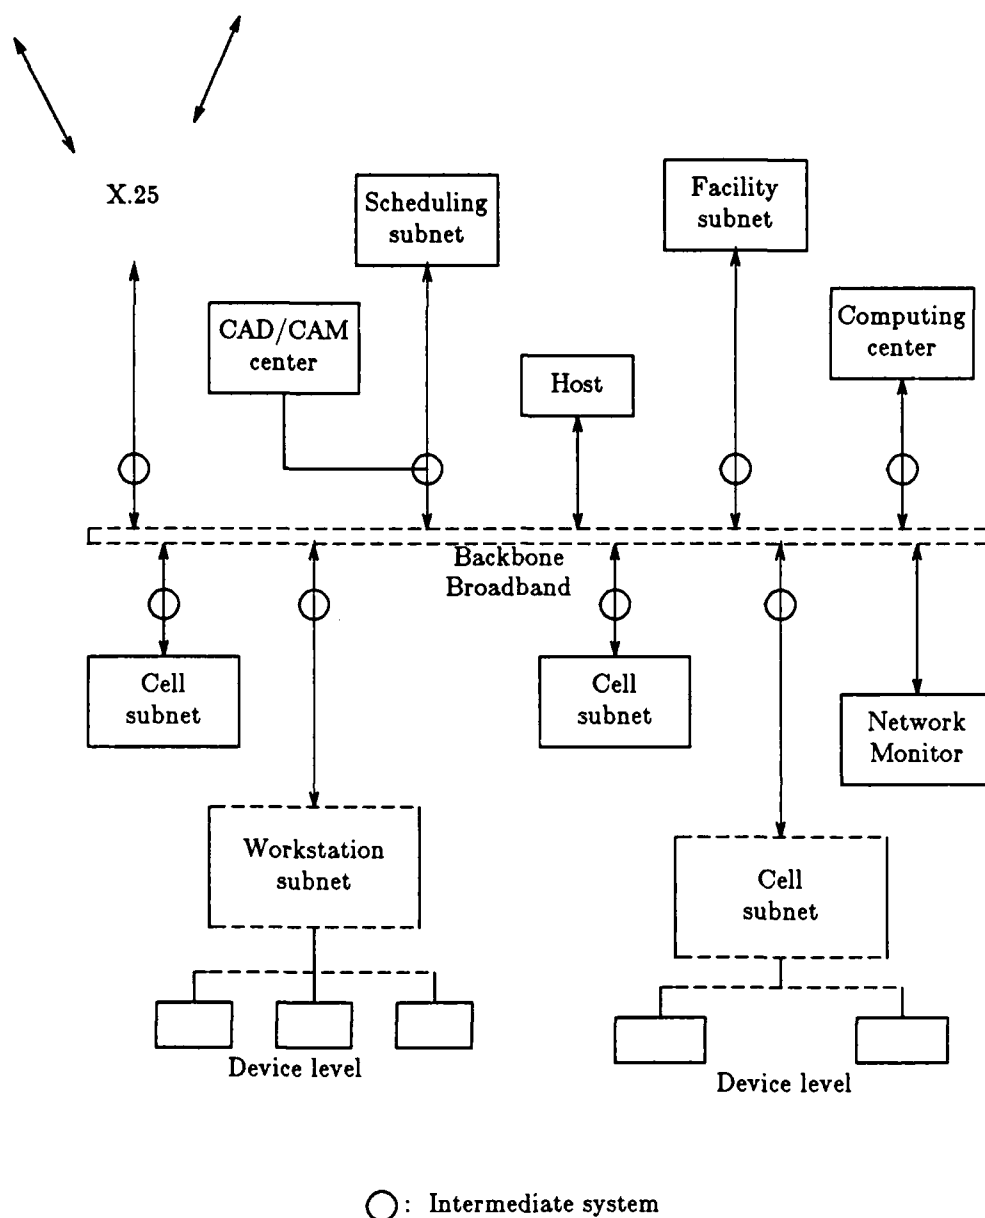 X.25
Scheduling
subnet
Facility
subnet
CAD/CAM
center
Host
Computing
center
Backbone
Broadband
Cell
subnet
Cell
subnet
Network
Monitor
Workstation
subnet
Cell
subnet
Device level
Device level
: Intermediate system